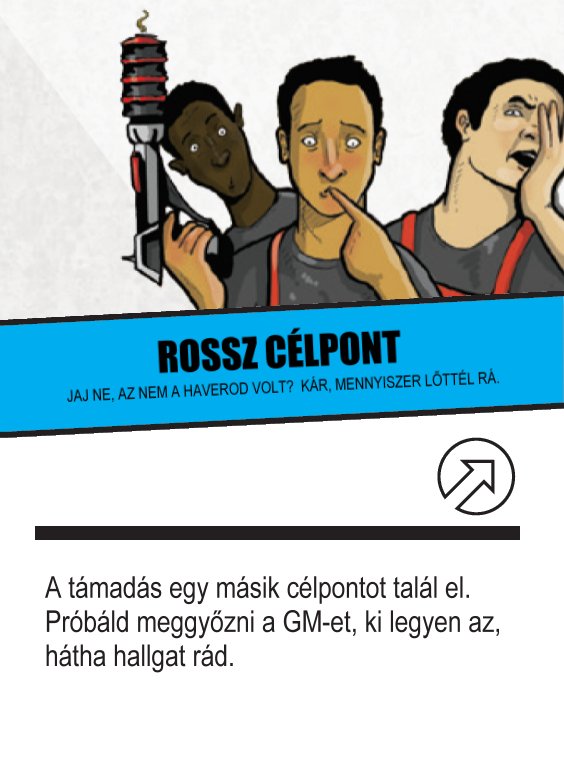 ROSSZ CÉLPONT
JAJ NE, AZ NEM A HAVEROD VOLT? KÁR, MENNYISZER LŐTTÉL RÁ.
A támadás egy másik célpontot talál el.
Próbáld meggyőzni a GM-et, ki legyen az,
hátha hallgat rád.